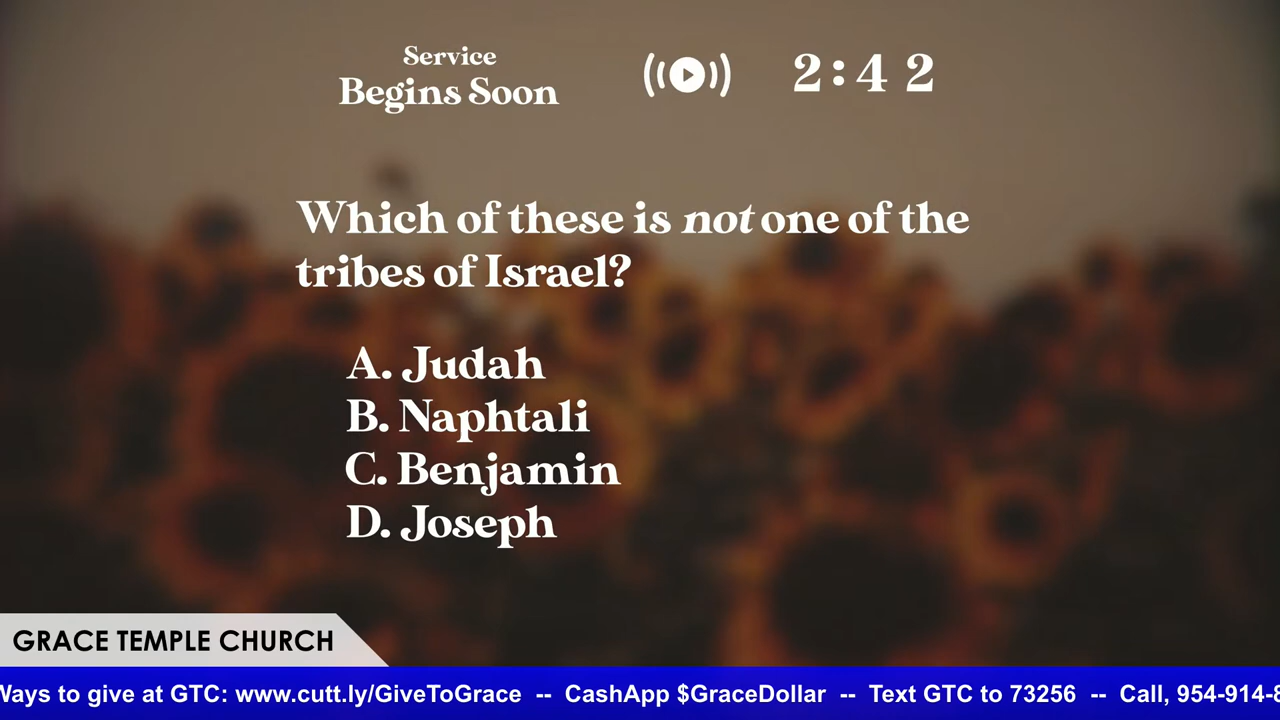 Service
Begins Soon
2:42
Which of these is not one of the
tribes of Israel?
A. Judah
B. Naphtali
C. Benjamin
D. Joseph
GRACE TEMPLE CHURCH
Ways to give at GTC: www.cutt.ly/GiveToGrace -- CashApp $GraceDollar -- Text GTC to 73256 -- Call, 954-914-8